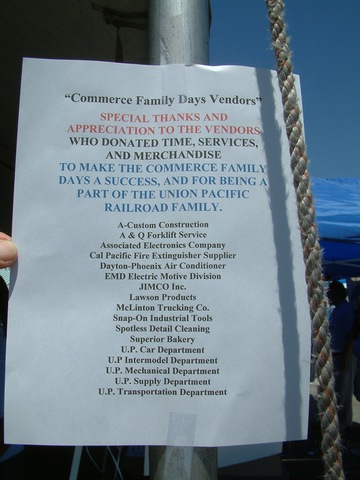 "Commerce Family Days Vendors"
SPECIAL THANKS AND
APPRECIATION TO THE VENDORS,
WHO DONATED TIME, SERVICES,
AND MERCHANDISE
TO MAKE THE COMMERCE FAMILY
DAYS A SUCCESS, AND FOR BEING A
PART OF THE UNION PACIFIC
RAILROAD FAMILY.
A-Custom Construction
A & Q Forklift Service
Associated Electronics Company
Cal Pacific Fire Extinguisher Supplier
Dayton-Phoenix Air Conditioner
EMD Electric Motive Division
JIMCO Inc.
Lawson Products
McLinton Trucking Co.
Snap-On Industrial Tools
Spotless Detail Cleaning
Superior Bakery
U.P. Car Department
U.P Intermodel Department
U.P. Mechanical Department
U.P. Supply Department
U.P. Transportation Department